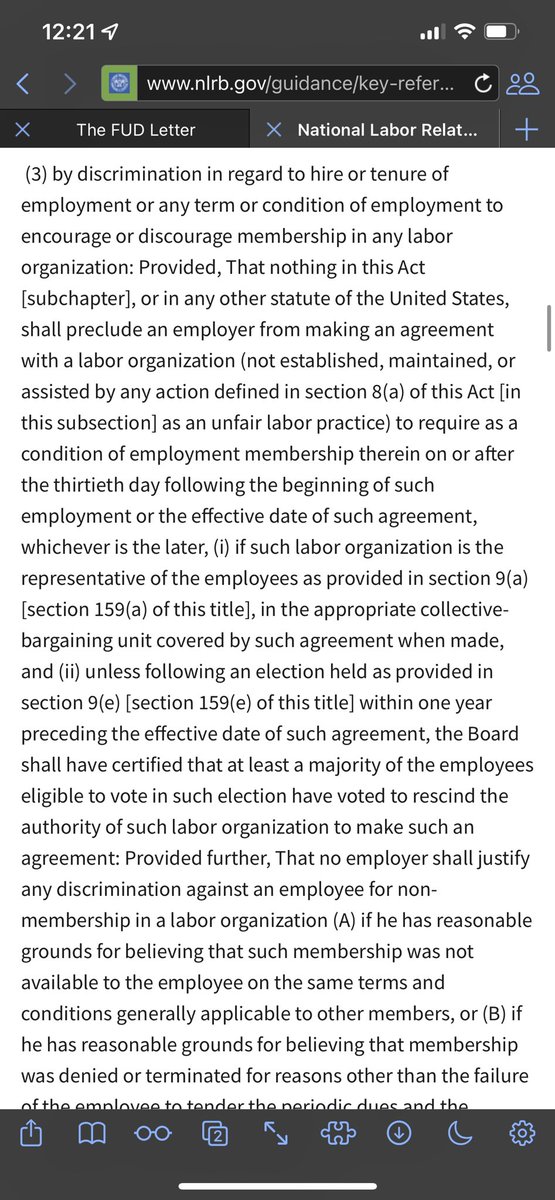 12:21
www.nlrb.gov/guidance/key-refer...
The FUD Letter
National Labor Relat...
(3) by discrimination in regard to hire or tenure of
employment or any term or condition of employment to
encourage or discourage membership in any labor
organization: Provided, That nothing in this Act
[subchapter], or in any other statute of the United States,
shall preclude an employer from making an agreement
with a labor organization (not established, maintained, or
assisted by any action defined in section 8(a) of this Act [in
this subsection] as an unfair labor practice) to require as a
condition of employment membership therein on or after
the thirtieth day following the beginning of such
employment or the effective date of such agreement,
whichever is the later, (i) if such labor organization is the
representative of the employees as provided in section 9(a)
[section 159(a) of this title], in the appropriate collective-
bargaining unit covered by such agreement when made,
and (ii) unless following an election held as provided in
section 9(e) [section 159(e) of this title] within one year
preceding the effective date of such agreement, the Board
shall have certified that at least a majority of the employees
eligible to vote in such election have voted to rescind the
authority of such labor organization to make such an
agreement: Provided further, That no employer shall justify
any discrimination against an employee for non-
membership in a labor organization (A) if he has reasonable
grounds for believing that such membership was not
available to the employee on the same terms and
conditions generally applicable to other members, or (B) if
he has reasonable grounds for believing that membership
was denied or terminated for reasons other than the failure
of the employee to tender the periodic dues and the
2